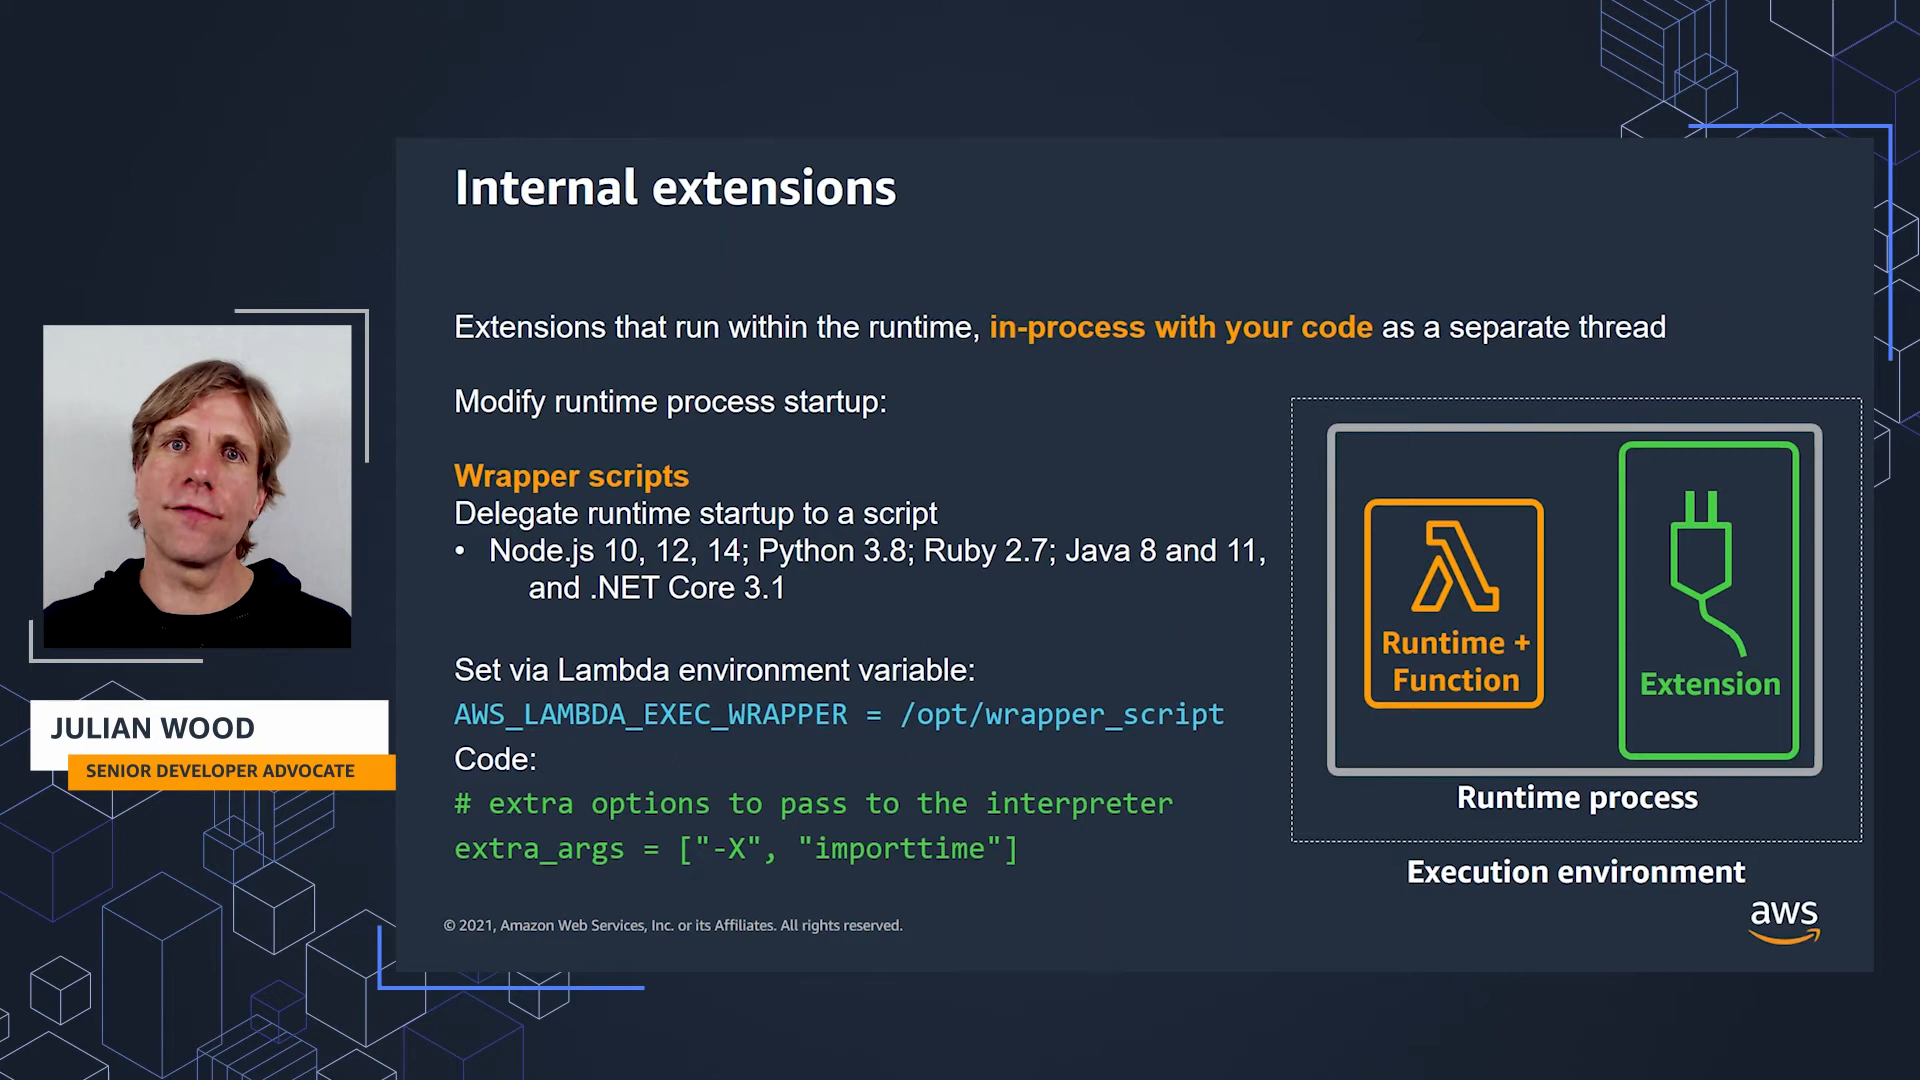 Internal extensions
Extensions that run within the runtime, in-process with your code as a separate thread
Modify runtime process startup:
Wrapper scripts
Delegate runtime startup to a script
• Node.js 10, 12, 14; Python 3.8; Ruby 2.7; Java 8 and 11,
and .NET Core 3.1
Set via Lambda environment variable:
AWS_LAMBDA_EXEC_WRAPPER = /opt/wrapper_script
Code:
# extra options to pass to the interpreter
extra_args = ["-X", "importtime"]
Runtime +
Function
Extension
Runtime process
Execution environment
JULIAN WOOD
SENIOR DEVELOPER ADVOCATE
© 2021, Amazon Web Services, Inc. or its Affiliates. All rights reserved.
aws